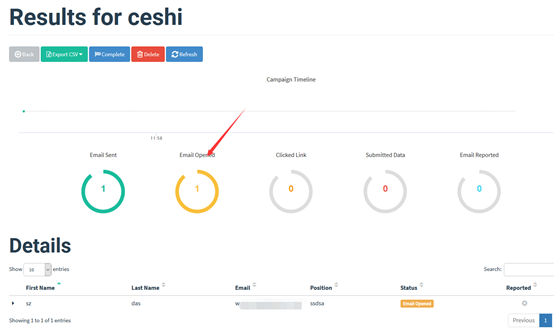 Results for ceshi
Back Export CSV Complete Delete Refresh
Campaign Timeline
11:58
Email Sent Email Opened Clicked Link Submitted Data Email Reported
1 1 0 0 0
Details
Show 10 entries Search:
First Name Last Name Email Position Status Reported
sz das w ssdsa Email Opened
Showing 1 to 1 of 1 entries Previous 1